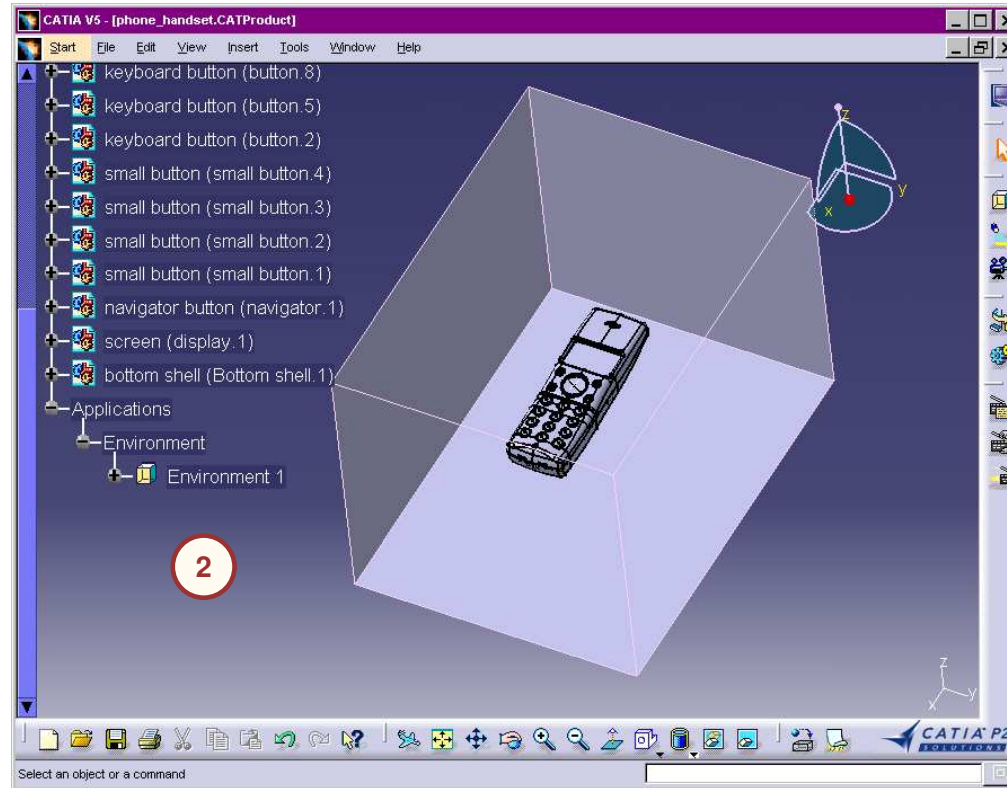 CATIA V5 - [phone_handset.CATProduct]
Start File Edit View Insert Tools Window Help
keyboard button (button.8)
keyboard button (button.5)
keyboard button (button.2)
small button (small button.4)
small button (small button.3)
small button (small button.2)
small button (small button.1)
navigator button (navigator.1)
screen (display.1)
bottom shell (Bottom shell.1)
Applications
Environment
Environment 1
2
z
y
x
z
y
x
CATIA P2
SOLUTIONS
Select an object or a command